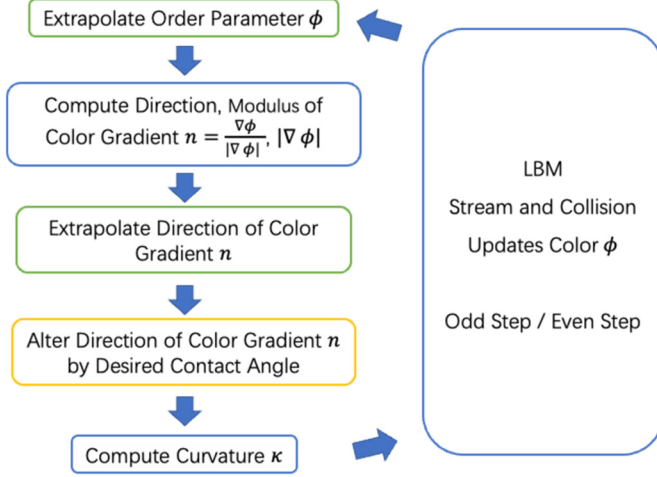 Extrapolate Order Parameter ϕ
Compute Direction, Modulus of
Color Gradient n = ∇ϕ/|∇ϕ|, |∇ϕ|
Extrapolate Direction of Color
Gradient n
Alter Direction of Color Gradient n
by Desired Contact Angle
Compute Curvature κ
LBM
Stream and Collision
Updates Color ϕ
Odd Step / Even Step